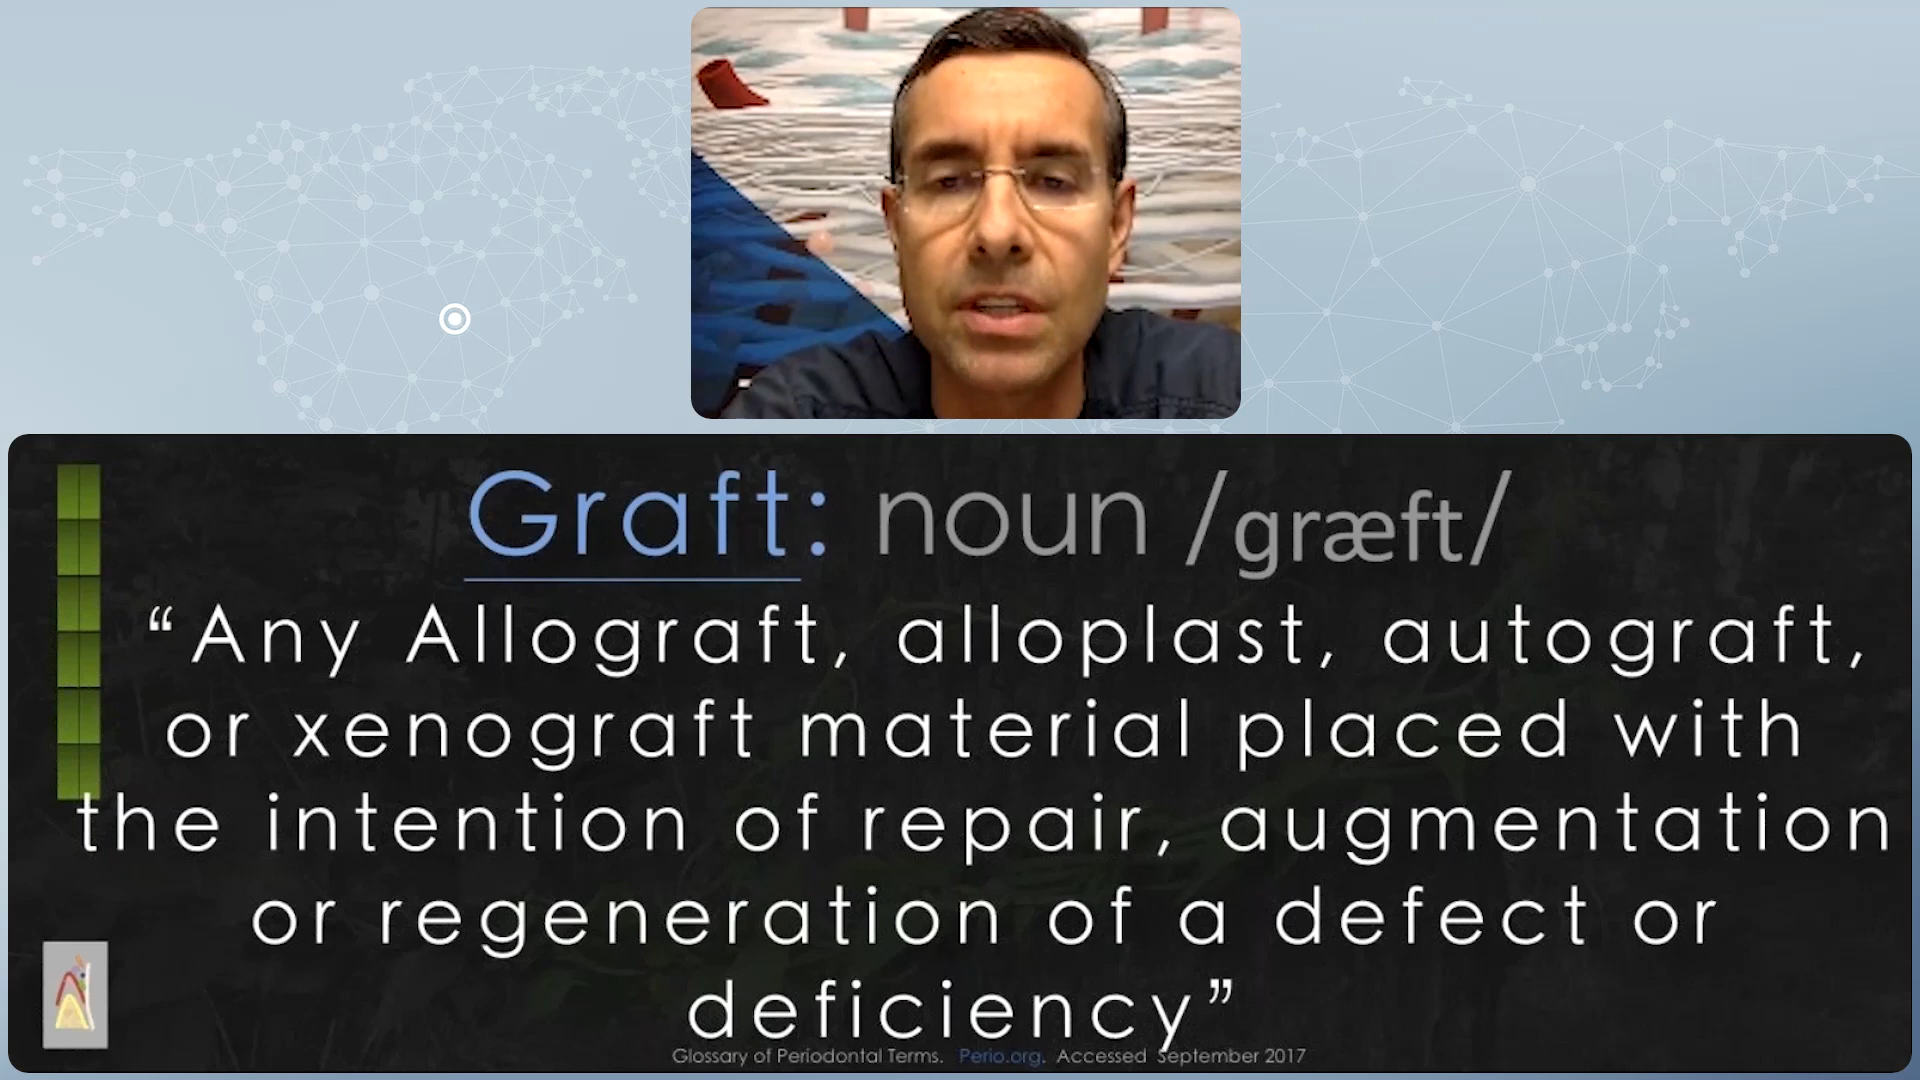 Graft: noun /græft/
“Any Allograft, alloplast, autograft,
or xenograft material placed with
the intention of repair, augmentation
or regeneration of a defect or
deficiency”
Glossary of Periodontal Terms. Perio.org. Accessed September 2017